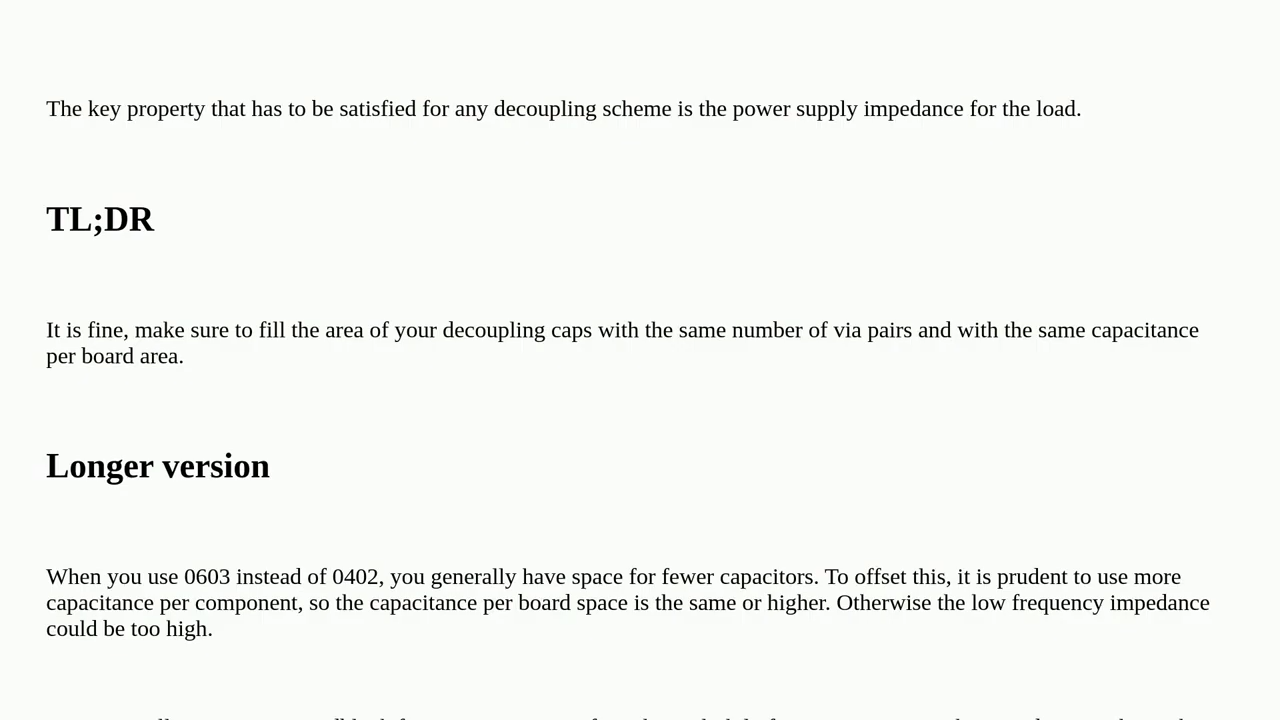 The key property that has to be satisfied for any decoupling scheme is the power supply impedance for the load.
TL;DR
It is fine, make sure to fill the area of your decoupling caps with the same number of via pairs and with the same capacitance
per board area.
Longer version
When you use 0603 instead of 0402, you generally have space for fewer capacitors. To offset this, it is prudent to use more
capacitance per component, so the capacitance per board space is the same or higher. Otherwise the low frequency impedance
could be too high.